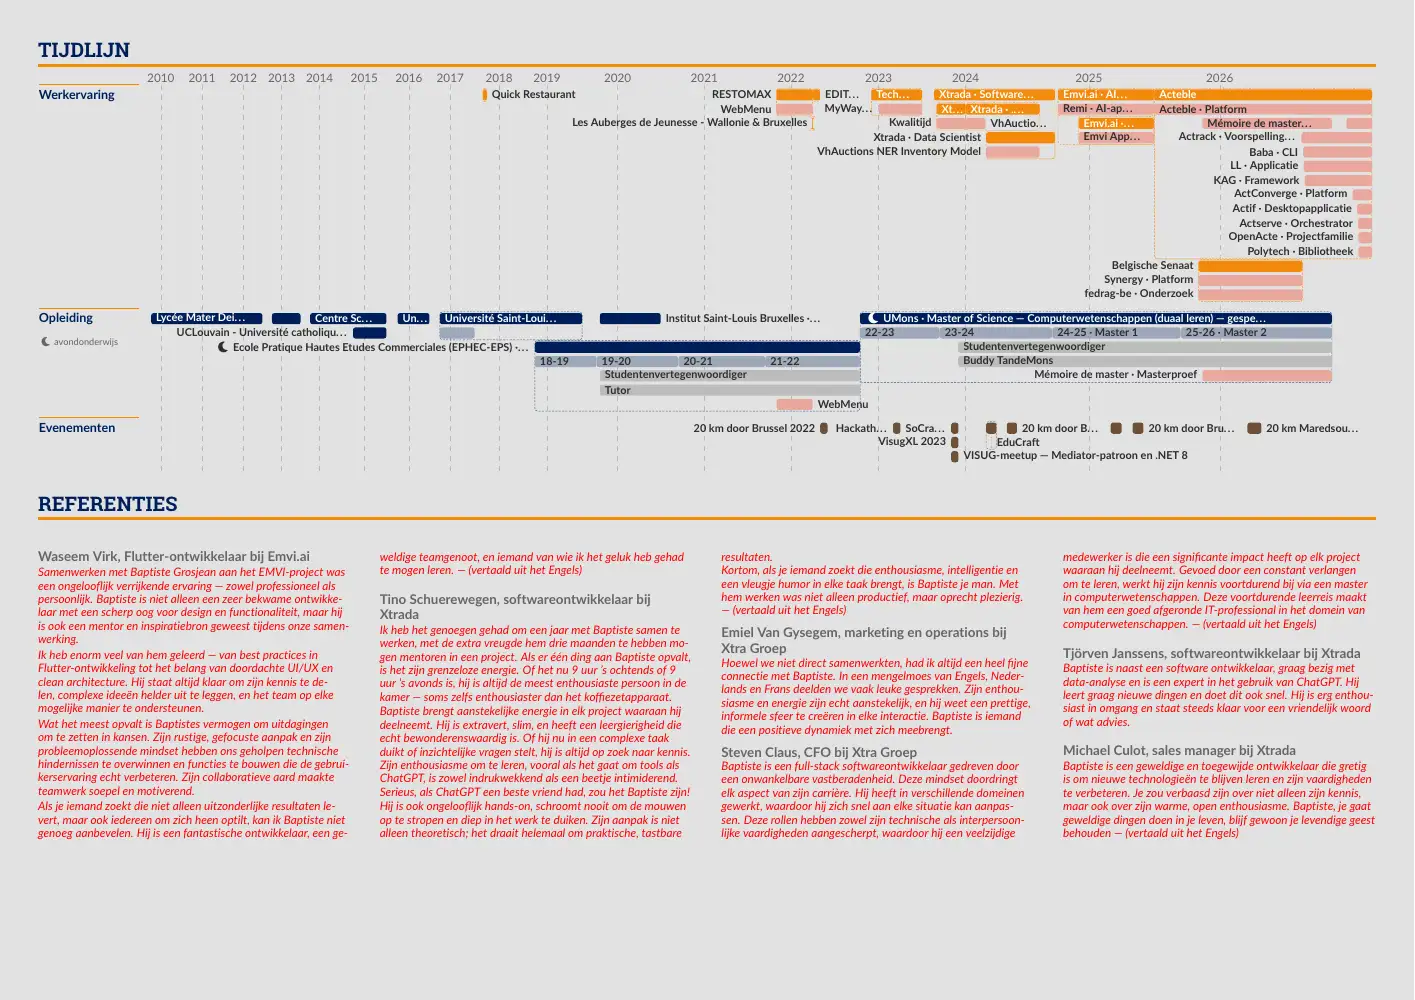 TIJDLIJN
2010 2011 2012 2013 2014 2015 2016 2017 2018 2019 2020 2021 2022 2023 2024 2025 2026
Werkervaring
Quick Restaurant
RESTOMAX
EDIT…
Tech…
Xtrada · Software…
Emvi.ai · AI…
Acteble
WebMenu
MyWay…
Xt…
Xtrada · …
Remi · AI-ap…
Acteble · Platform
Les Auberges de Jeunesse - Wallonie & Bruxelles
Kwalitijd
VhAuctio…
Emvi.ai ·…
Mémoire de master…
Xtrada · Data Scientist
Emvi App…
Actrack · Voorspelling…
VhAuctions NER Inventory Model
Baba · CLI
LL · Applicatie
KAG · Framework
ActConverge · Platform
Actif · Desktopapplicatie
Actserve · Orchestrator
OpenActe · Projectfamilie
Polytech · Bibliotheek
Belgische Senaat
Synergy · Platform
fedrag-be · Onderzoek
Opleiding
Lycée Mater Dei…
Centre Sc…
Un…
Université Saint-Loui…
Institut Saint-Louis Bruxelles ·…
UMons · Master of Science — Computerwetenschappen (duaal leren) — gespe…
UCLouvain - Université catholiqu…
22-23
23-24
24-25 · Master 1
25-26 · Master 2
avondonderwijs
Ecole Pratique Hautes Etudes Commerciales (EPHEC-EPS) ·…
Studentenvertegenwoordiger
18-19
19-20
20-21
21-22
Buddy TandeMons
Studentenvertegenwoordiger
Mémoire de master · Masterproef
Tutor
WebMenu
Evenementen
20 km door Brussel 2022
Hackath…
SoCra…
20 km door B…
20 km door Bru…
20 km Maredsou…
VisugXL 2023
EduCraft
VISUG-meetup — Mediator-patroon en .NET 8
REFERENTIES
Waseem Virk, Flutter-ontwikkelaar bij Emvi.ai
Samenwerken met Baptiste Grosjean aan het EMVI-project was
een ongelooflijk verrijkende ervaring — zowel professioneel als
persoonlijk. Baptiste is niet alleen een zeer bekwame ontwikke-
laar met een scherp oog voor design en functionaliteit, maar hij
is ook een mentor en inspiratiebron geweest tijdens onze samen-
werking.
Ik heb enorm veel van hem geleerd — van best practices in
Flutter-ontwikkeling tot het belang van doordachte UI/UX en
clean architecture. Hij staat altijd klaar om zijn kennis te de-
len, complexe ideeën helder uit te leggen, en het team op elke
mogelijke manier te ondersteunen.
Wat het meest opvalt is Baptistes vermogen om uitdagingen
om te zetten in kansen. Zijn rustige, gefocuste aanpak en zijn
probleemoplossende mindset hebben ons geholpen technische
hindernissen te overwinnen en functies te bouwen die de gebrui-
kerservaring echt verbeteren. Zijn collaboratieve aard maakte
teamwerk soepel en motiverend.
Als je iemand zoekt die niet alleen uitzonderlijke resultaten le-
vert, maar ook iedereen om zich heen optilt, kan ik Baptiste niet
genoeg aanbevelen. Hij is een fantastische ontwikkelaar, een ge-
weldige teamgenoot, en iemand van wie ik het geluk heb gehad
te mogen leren. — (vertaald uit het Engels)
Tino Schuerewegen, softwareontwikkelaar bij
Xtrada
Ik heb het genoegen gehad om een jaar met Baptiste samen te
werken, met de extra vreugde hem drie maanden te hebben mo-
gen mentoren in een project. Als er één ding aan Baptiste opvalt,
is het zijn grenzeloze energie. Of het nu 9 uur 's ochtends of 9
uur 's avonds is, hij is altijd de meest enthousiaste persoon in de
kamer — soms zelfs enthousiaster dan het koffiezetapparaat.
Baptiste brengt aanstekelijke energie in elk project waaraan hij
deelneemt. Hij is extravert, slim, en heeft een leergierigheid die
echt bewonderenswaardig is. Of hij nu in een complexe taak
duikt of inzichtelijke vragen stelt, hij is altijd op zoek naar kennis.
Zijn enthousiasme om te leren, vooral als het gaat om tools als
ChatGPT, is zowel indrukwekkend als een beetje intimiderend.
Serieus, als ChatGPT een beste vriend had, zou het Baptiste zijn!
Hij is ook ongelooflijk hands-on, schroomt nooit om de mouwen
op te stropen en diep in het werk te duiken. Zijn aanpak is niet
alleen theoretisch; het draait helemaal om praktische, tastbare
resultaten.
Kortom, als je iemand zoekt die enthousiasme, intelligentie en
een vleugje humor in elke taak brengt, is Baptiste je man. Met
hem werken was niet alleen productief, maar oprecht plezierig.
— (vertaald uit het Engels)
Emiel Van Gysegem, marketing en operations bij
Xtra Groep
Hoewel we niet direct samenwerkten, had ik altijd een heel fijne
connectie met Baptiste. In een mengelmoes van Engels, Neder-
lands en Frans deelden we vaak leuke gesprekken. Zijn enthou-
siasme en energie zijn echt aanstekelijk, en hij weet een prettige,
informele sfeer te creëren in elke interactie. Baptiste is iemand
die een positieve dynamiek met zich meebrengt.
Steven Claus, CFO bij Xtra Groep
Baptiste is een full-stack softwareontwikkelaar gedreven door
een onwankelbare vastberadenheid. Deze mindset doordringt
elk aspect van zijn carrière. Hij heeft in verschillende domeinen
gewerkt, waardoor hij zich snel aan elke situatie kan aanpas-
sen. Deze rollen hebben zowel zijn technische als interpersoon-
lijke vaardigheden aangescherpt, waardoor hij een veelzijdige
medewerker is die een significante impact heeft op elk project
waaraan hij deelneemt. Gevoed door een constant verlangen
om te leren, werkt hij zijn kennis voortdurend bij via een master
in computerwetenschappen. Deze voortdurende leerreis maakt
van hem een goed afgeronde IT-professional in het domein van
computerwetenschappen. — (vertaald uit het Engels)
Tjörven Janssens, softwareontwikkelaar bij Xtrada
Baptiste is naast een software ontwikkelaar, graag bezig met
data-analyse en is een expert in het gebruik van ChatGPT. Hij
leert graag nieuwe dingen en doet dit ook snel. Hij is erg enthou-
siast in omgang en staat steeds klaar voor een vriendelijk woord
of wat advies.
Michael Culot, sales manager bij Xtrada
Baptiste is een geweldige en toegewijde ontwikkelaar die gretig
is om nieuwe technologieën te blijven leren en zijn vaardigheden
te verbeteren. Je zou verbaasd zijn over niet alleen zijn kennis,
maar ook over zijn warme, open enthousiasme. Baptiste, je gaat
geweldige dingen doen in je leven, blijf gewoon je levendige geest
behouden — (vertaald uit het Engels)